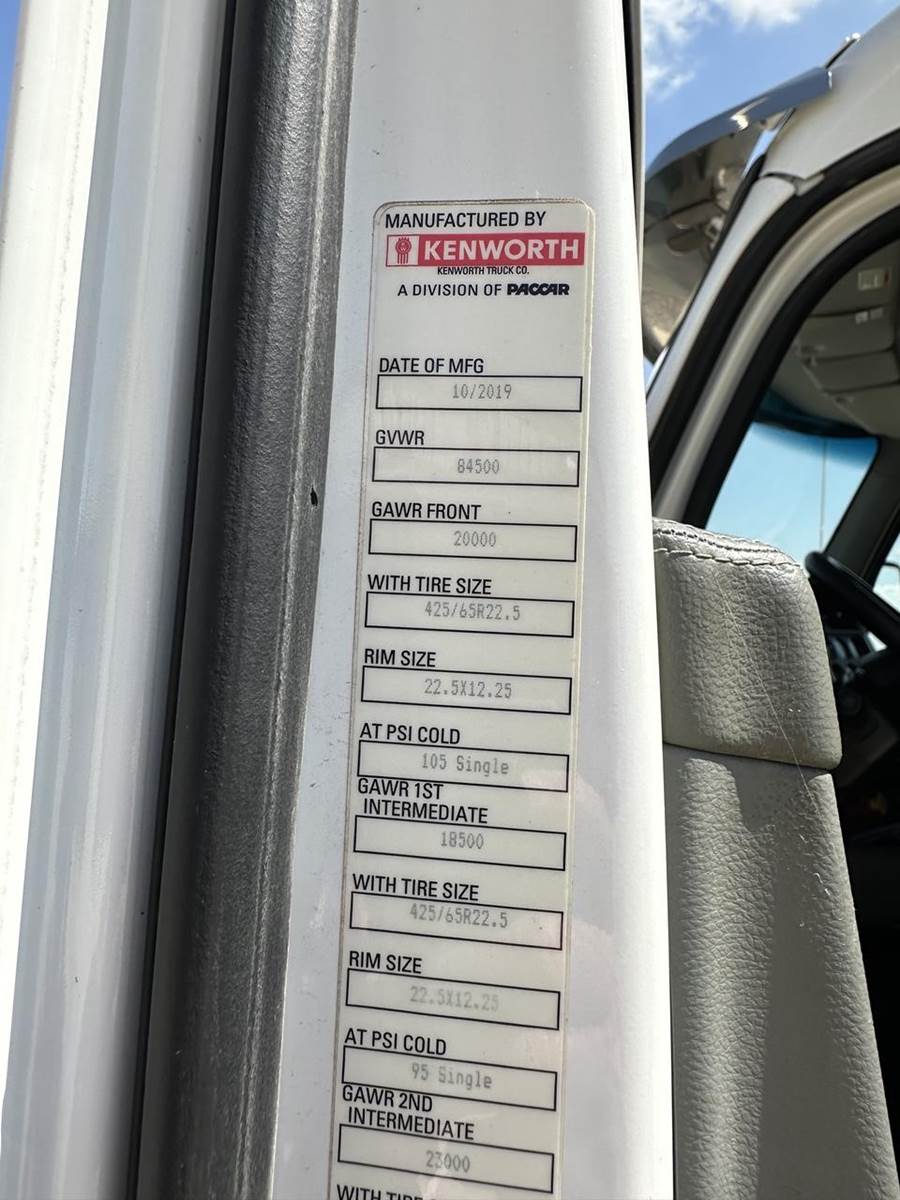 MANUFACTURED BY
KENWORTH
KENWORTH TRUCK CO.
A DIVISION OF PACCAR
DATE OF MFG
10/2019
GVWR
84500
GAWR FRONT
20000
WITH TIRE SIZE
425/65R22.5
RIM SIZE
22.5X12.25
AT PSI COLD
105 Single
GAWR 1ST
INTERMEDIATE
18500
WITH TIRE SIZE
425/65R22.5
RIM SIZE
22.5X12.25
AT PSI COLD
95 Single
GAWR 2ND
INTERMEDIATE
23000
WITH TIRE